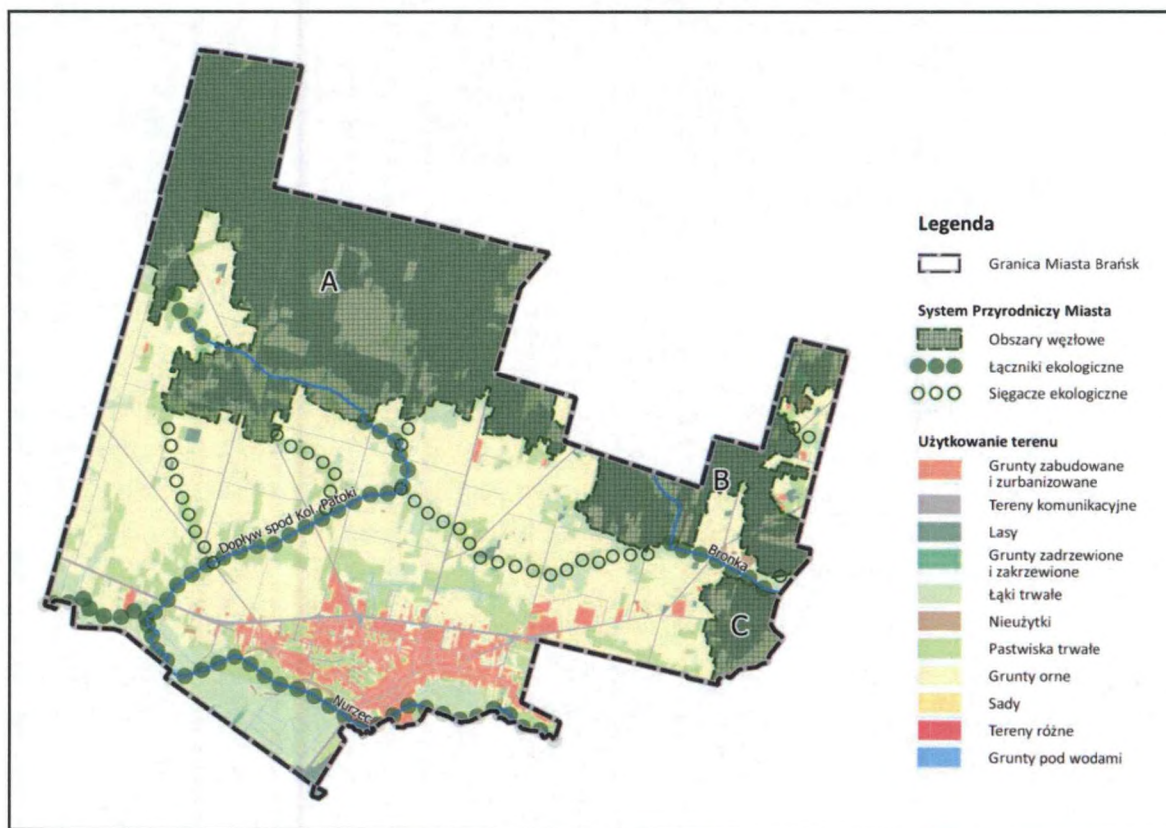 A
B
C
Dopływ spod Kol. Patoki
Bronka
Nurzec
Legenda
Granica Miasta Brańsk
System Przyrodniczy Miasta
Obszary węzłowe
Łączniki ekologiczne
Sięgacze ekologiczne
Użytkowanie terenu
Grunty zabudowane
i zurbanizowane
Tereny komunikacyjne
Lasy
Grunty zadrzewione
i zakrzewione
Łąki trwałe
Nieużytki
Pastwiska trwałe
Grunty orne
Sady
Tereny różne
Grunty pod wodami